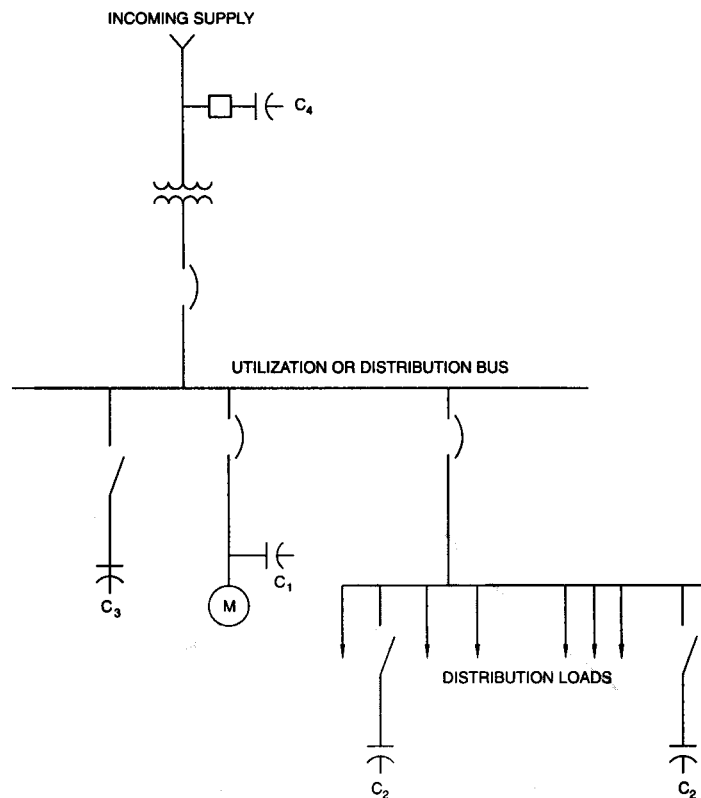 INCOMING SUPPLY
C4
UTILIZATION OR DISTRIBUTION BUS
C1
C3
M
DISTRIBUTION LOADS
C2
C2